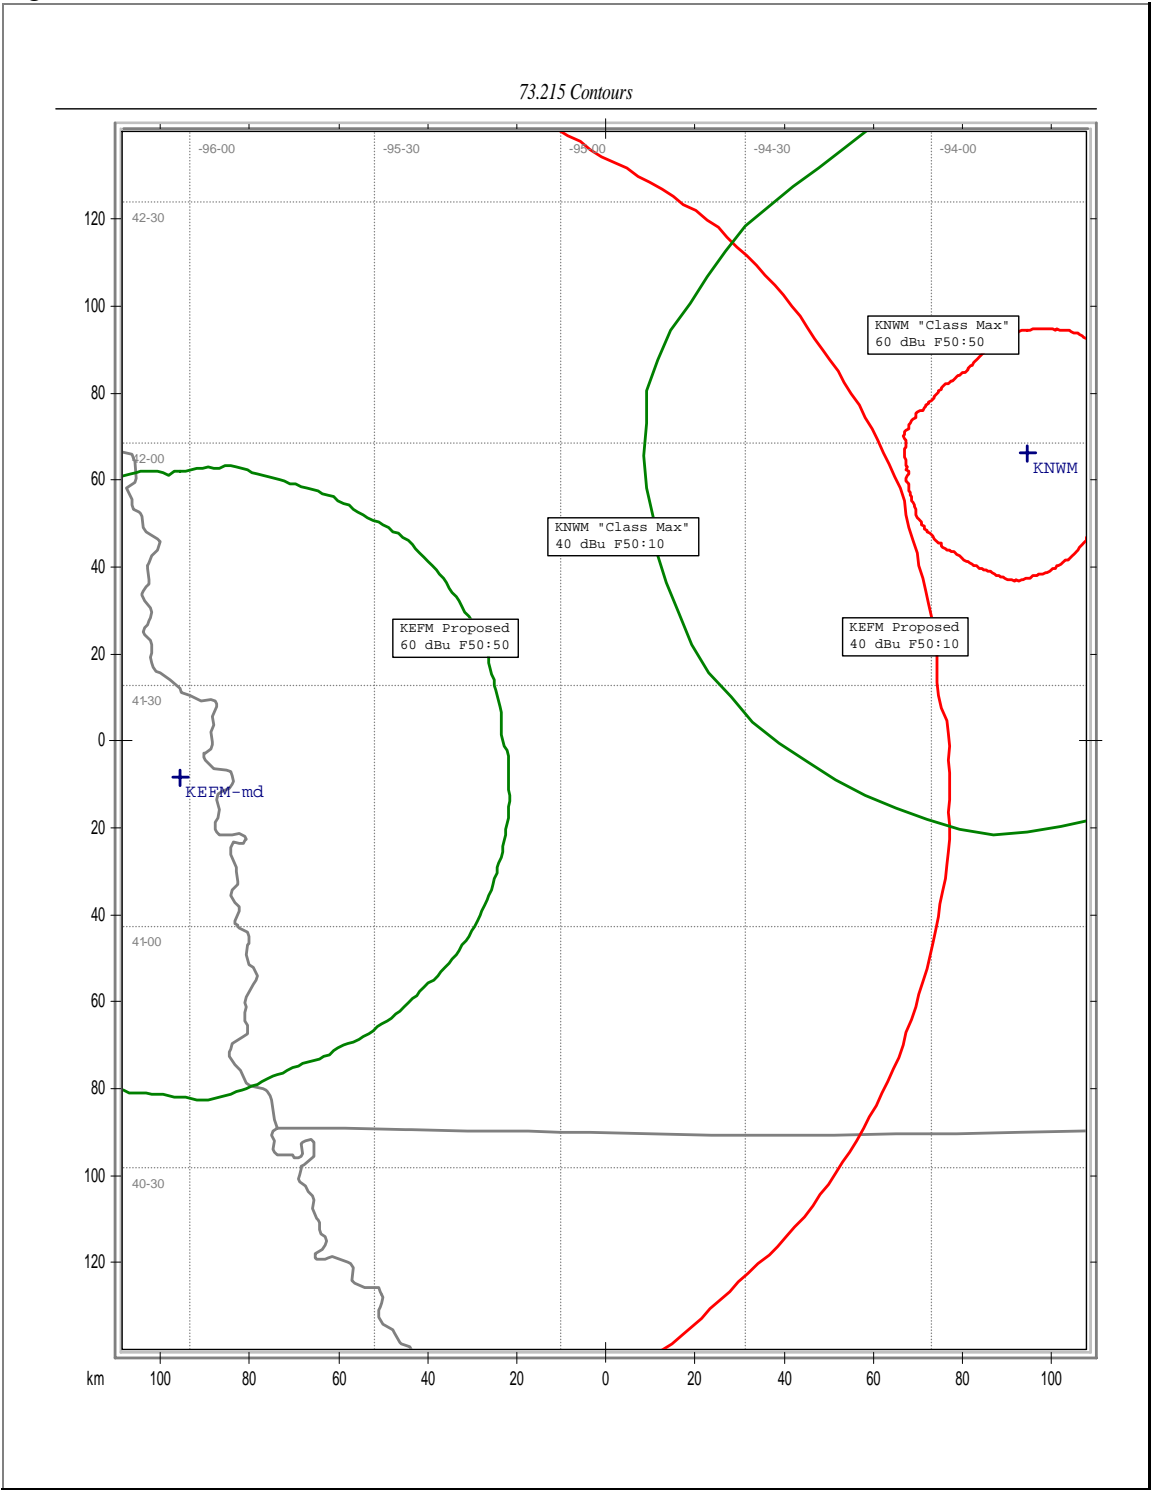 73.215 Contours
-96-00 -95-30 -95-00 -94-30 -94-00
42-30
120
100
KNWM "Class Max"
60 dBu F50:50
80
42-00
60
KNWM
KNWM "Class Max"
40 dBu F50:10
40
KEFM Proposed
60 dBu F50:50
KEFM Proposed
40 dBu F50:10
20
41-30
0
KEFM-md
20
40
41-00
60
80
100
40-30
120
km 100 80 60 40 20 0 20 40 60 80 100